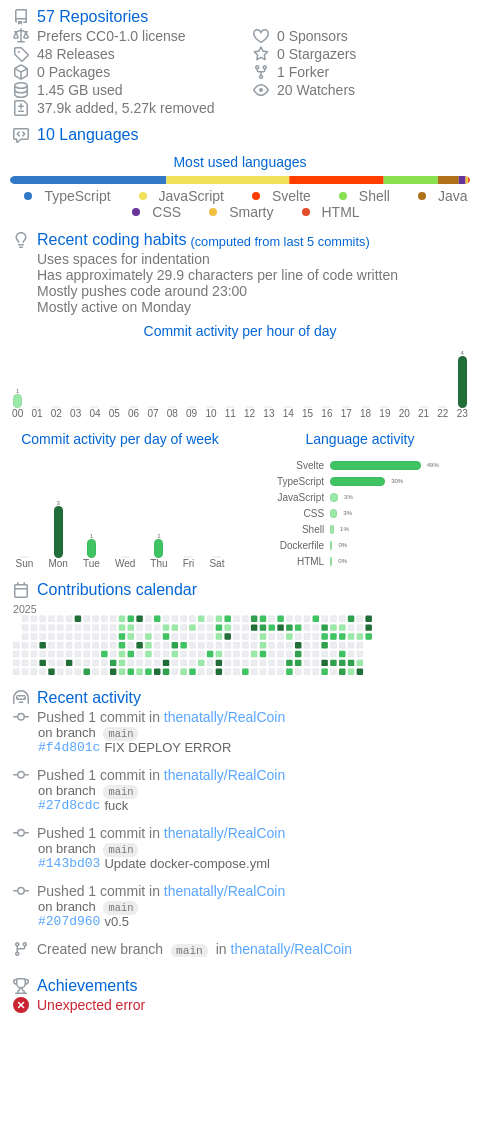 57 Repositories
Prefers CC0-1.0 license
0 Sponsors
48 Releases
0 Stargazers
0 Packages
1 Forker
1.45 GB used
20 Watchers
37.9k added, 5.27k removed
10 Languages
Most used languages
TypeScript JavaScript Svelte Shell Java
CSS Smarty HTML
Recent coding habits (computed from last 5 commits)
Uses spaces for indentation
Has approximately 29.9 characters per line of code written
Mostly pushes code around 23:00
Mostly active on Monday
Commit activity per hour of day
4
1
00 01 02 03 04 05 06 07 08 09 10 11 12 13 14 15 16 17 18 19 20 21 22 23
Commit activity per day of week
3
1 1
Sun Mon Tue Wed Thu Fri Sat
Language activity
Svelte 49%
TypeScript 30%
JavaScript 3%
CSS 3%
Shell 1%
Dockerfile 0%
HTML 0%
Contributions calendar
2025
Recent activity
Pushed 1 commit in thenatally/RealCoin
on branch main
#f4d801c FIX DEPLOY ERROR
Pushed 1 commit in thenatally/RealCoin
on branch main
#27d8cdc fuck
Pushed 1 commit in thenatally/RealCoin
on branch main
#143bd03 Update docker-compose.yml
Pushed 1 commit in thenatally/RealCoin
on branch main
#207d960 v0.5
Created new branch main in thenatally/RealCoin
Achievements
Unexpected error